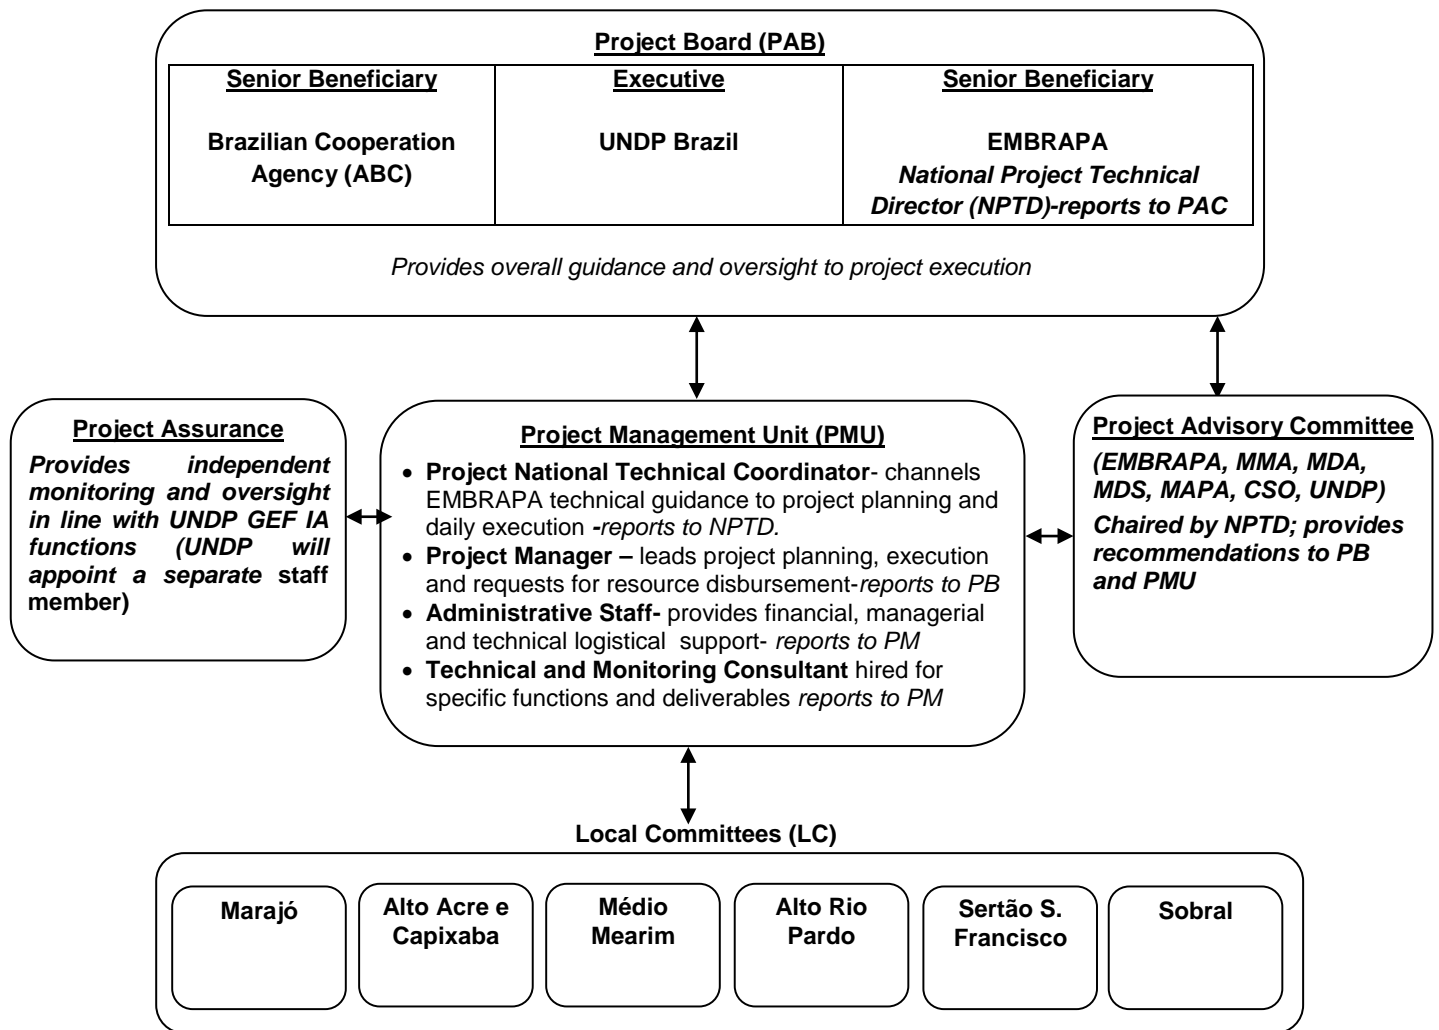 Project Board (PAB)
Senior Beneficiary
Brazilian Cooperation
Agency (ABC)
Executive
UNDP Brazil
Senior Beneficiary
EMBRAPA
National Project Technical
Director (NPTD)-reports to PAC
Provides overall guidance and oversight to project execution
Project Assurance
Provides independent
monitoring and oversight
in line with UNDP GEF IA
functions (UNDP will
appoint a separate staff
member)
Project Management Unit (PMU)
• Project National Technical Coordinator- channels
EMBRAPA technical guidance to project planning and
daily execution -reports to NPTD.
• Project Manager – leads project planning, execution
and requests for resource disbursement-reports to PB
• Administrative Staff- provides financial, managerial
and technical logistical support- reports to PM
• Technical and Monitoring Consultant hired for
specific functions and deliverables reports to PM
Project Advisory Committee
(EMBRAPA, MMA, MDA,
MDS, MAPA, CSO, UNDP)
Chaired by NPTD; provides
recommendations to PB
and PMU
Local Committees (LC)
Marajó
Alto Acre e
Capixaba
Médio
Mearim
Alto Rio
Pardo
Sertão S.
Francisco
Sobral